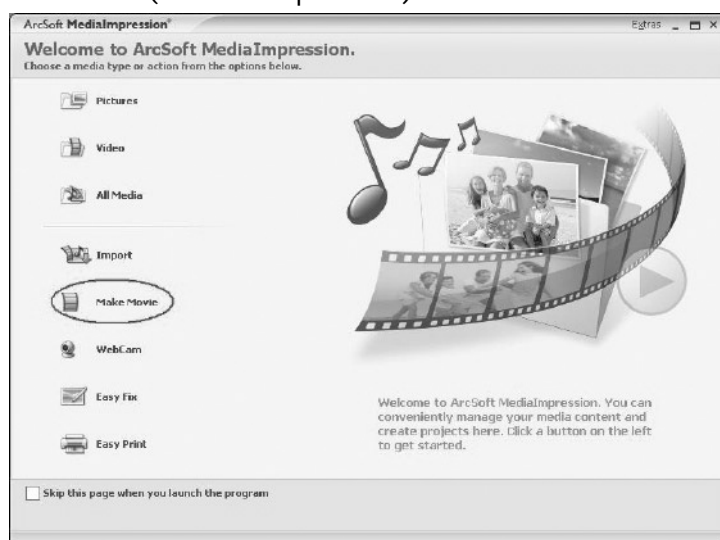 ArcSoft MediaImpression®
Extras
Welcome to ArcSoft MediaImpression.
Choose a media type or action from the options below.
Pictures
Video
All Media
Import
Make Movie
WebCam
Easy Fix
Easy Print
Welcome to ArcSoft MediaImpression. You can
conveniently manage your media content and
create projects here. Click a button on the left
to get started.
Skip this page when you launch the program